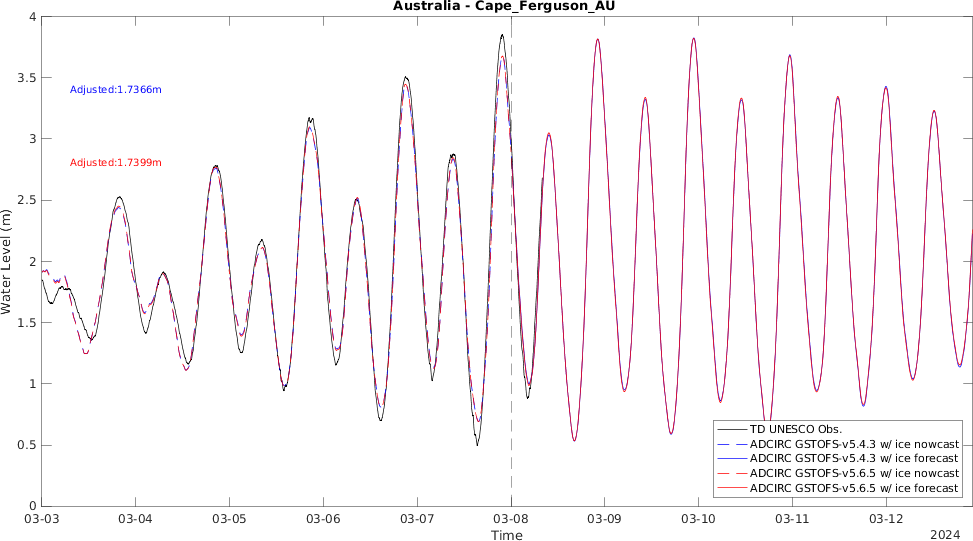 Australia - Cape_Ferguson_AU
4
3.5
3
2.5
2
1.5
1
0.5
0
Water Level (m)
Adjusted:1.7366m
Adjusted:1.7399m
TD UNESCO Obs.
ADCIRC GSTOFS-v5.4.3 w/ ice nowcast
ADCIRC GSTOFS-v5.4.3 w/ ice forecast
ADCIRC GSTOFS-v5.6.5 w/ ice nowcast
ADCIRC GSTOFS-v5.6.5 w/ ice forecast
03-03 03-04 03-05 03-06 03-07 03-08 03-09 03-10 03-11 03-12
Time
2024